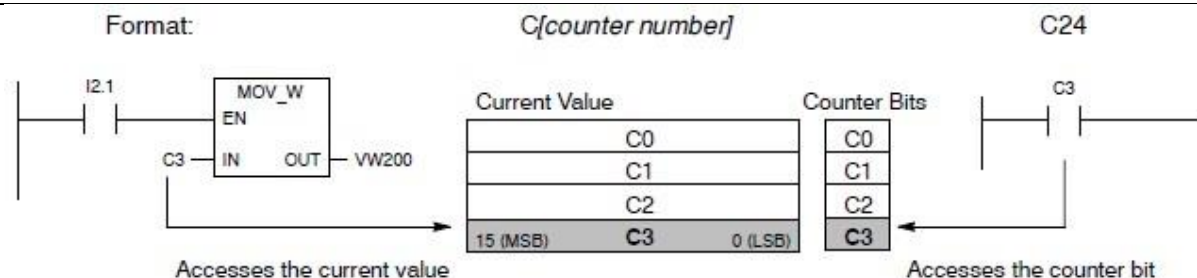 Format: C[counter number] C24
I2.1 C3
MOV_W
EN
C3 IN OUT VW200
Current Value Counter Bits
C0 C0
C1 C1
C2 C2
15 (MSB) C3 0 (LSB) C3
Accesses the current value Accesses the counter bit